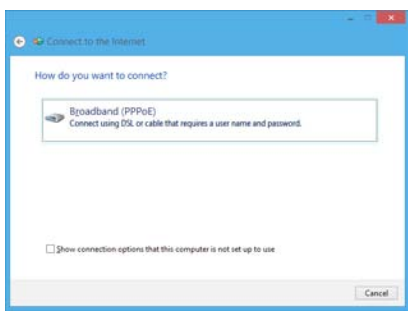 Connect to the Internet
How do you want to connect?
Broadband (PPPoE)
Connect using DSL or cable that requires a user name and password.
Show connection options that this computer is not set up to use
Cancel